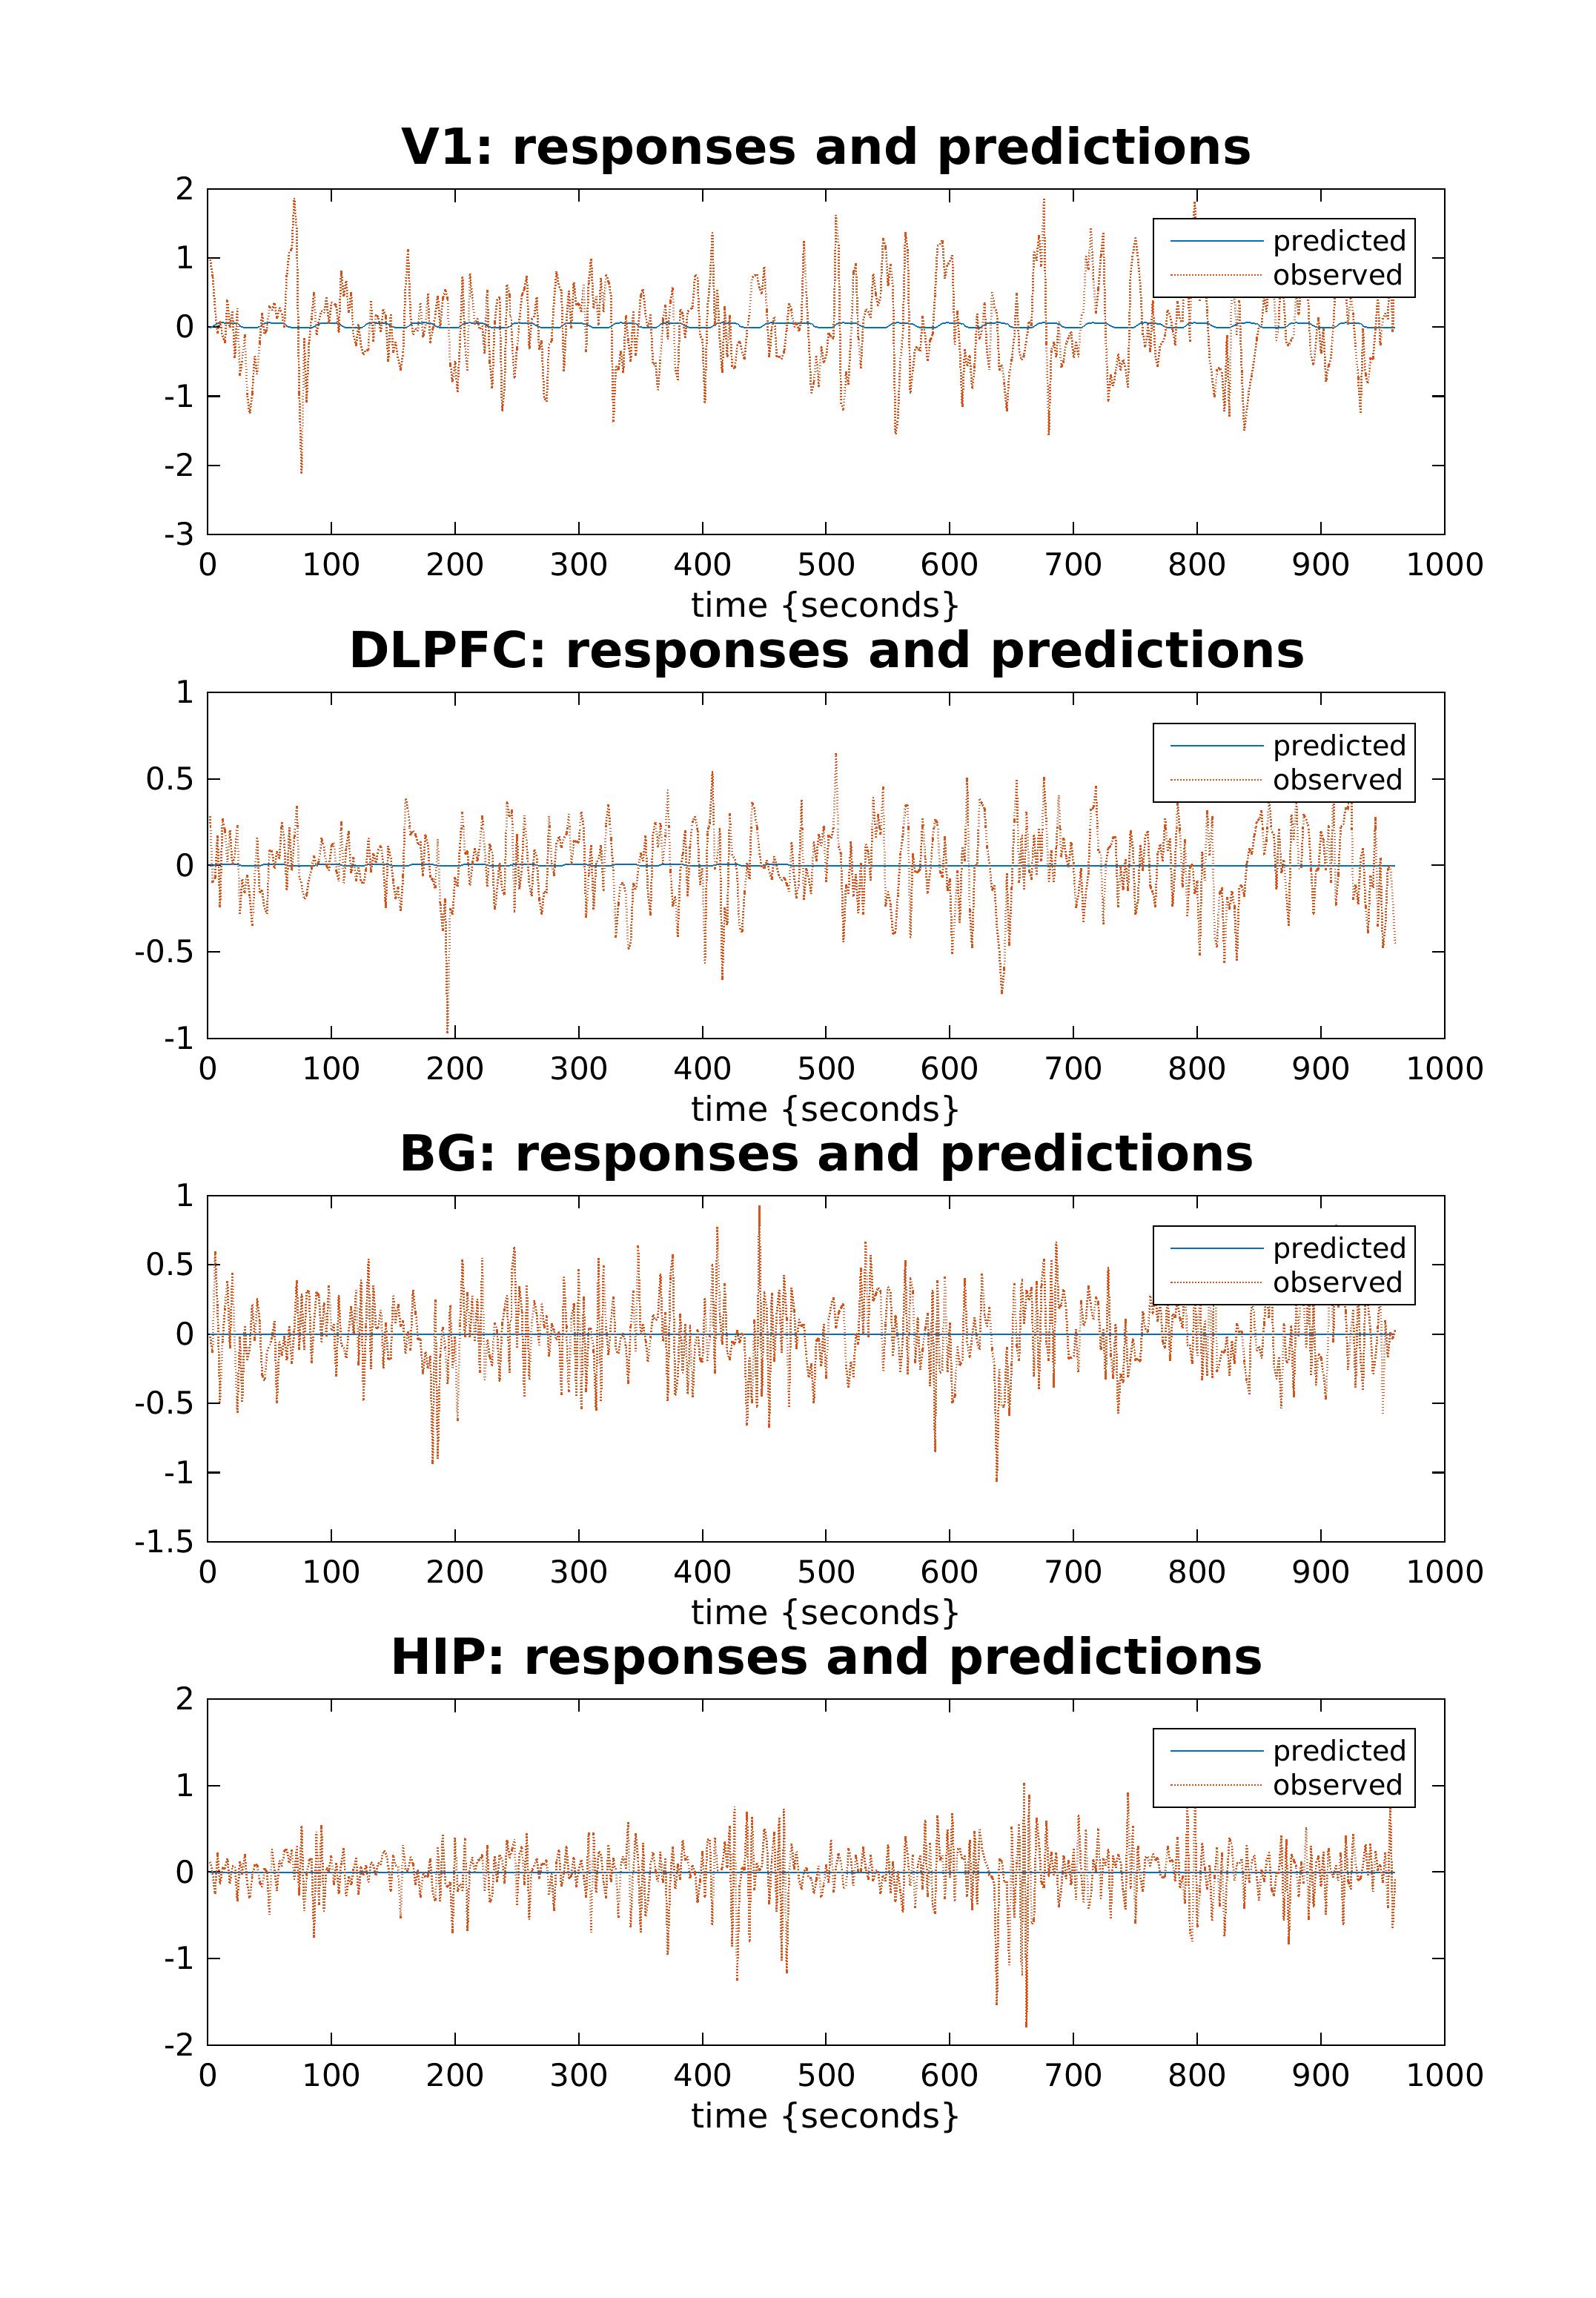 V1: responses and predictions
2
1
0
-1
-2
-3
predicted
observed
0 100 200 300 400 500 600 700 800 900 1000
time {seconds}
DLPFC: responses and predictions
1
0.5
0
-0.5
-1
predicted
observed
0 100 200 300 400 500 600 700 800 900 1000
time {seconds}
BG: responses and predictions
1
0.5
0
-0.5
-1
-1.5
predicted
observed
0 100 200 300 400 500 600 700 800 900 1000
time {seconds}
HIP: responses and predictions
2
1
0
-1
-2
predicted
observed
0 100 200 300 400 500 600 700 800 900 1000
time {seconds}